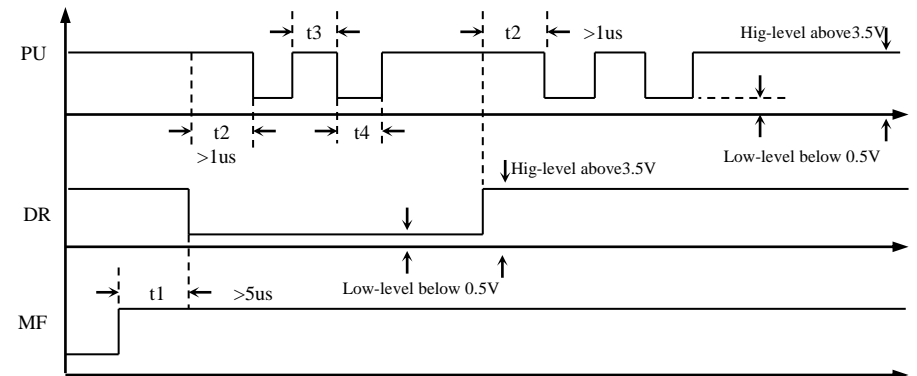 t3
t2
>1us
Hig-level above3.5V
PU
t2
>1us
t4
Low-level below 0.5V
Hig-level above3.5V
DR
Low-level below 0.5V
t1
>5us
MF